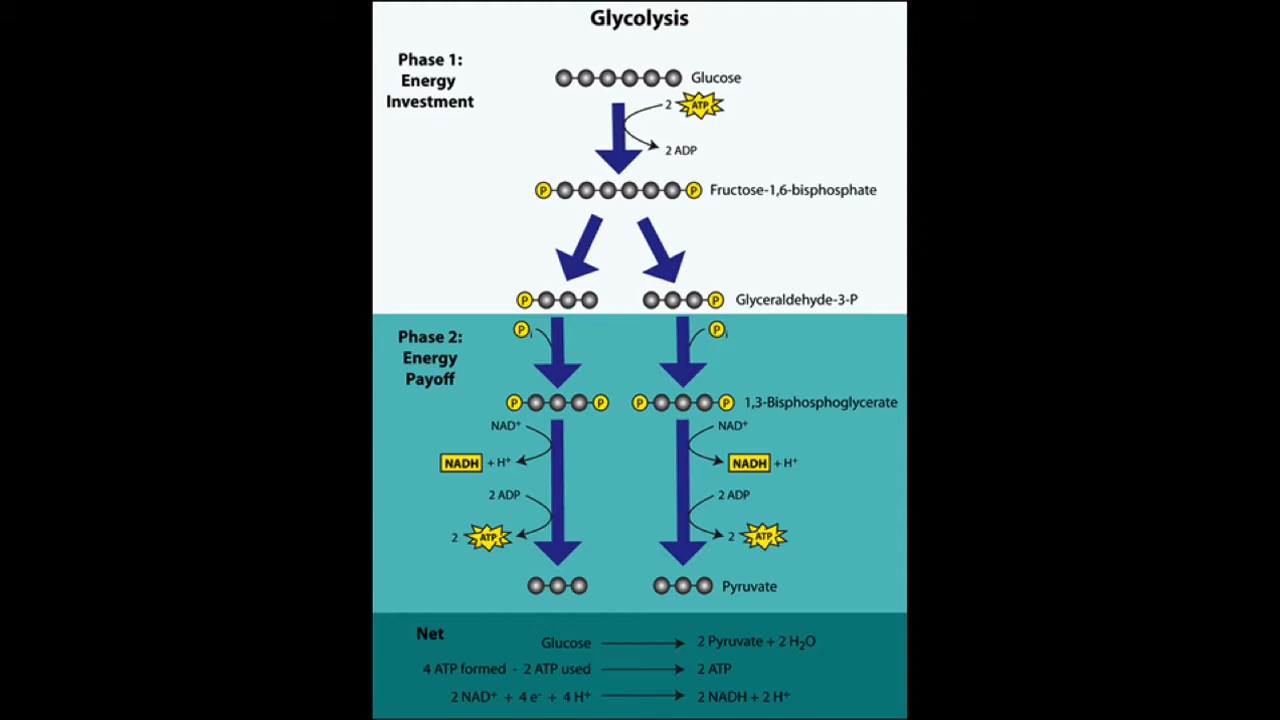 Glycolysis
Phase 1:
Energy
Investment
Glucose
2 ATP
2 ADP
P P Fructose-1,6-bisphosphate
P P Glyceraldehyde-3-P
Phase 2:
Energy
Payoff
Pi Pi
P P P P 1,3-Bisphosphoglycerate
NAD⁺ NAD⁺
NADH + H⁺ NADH + H⁺
2 ADP 2 ADP
2 ATP 2 ATP
Pyruvate
Net
Glucose 2 Pyruvate + 2 H₂O
4 ATP formed - 2 ATP used 2 ATP
2 NAD⁺ + 4 e⁻ + 4 H⁺ 2 NADH + 2 H⁺